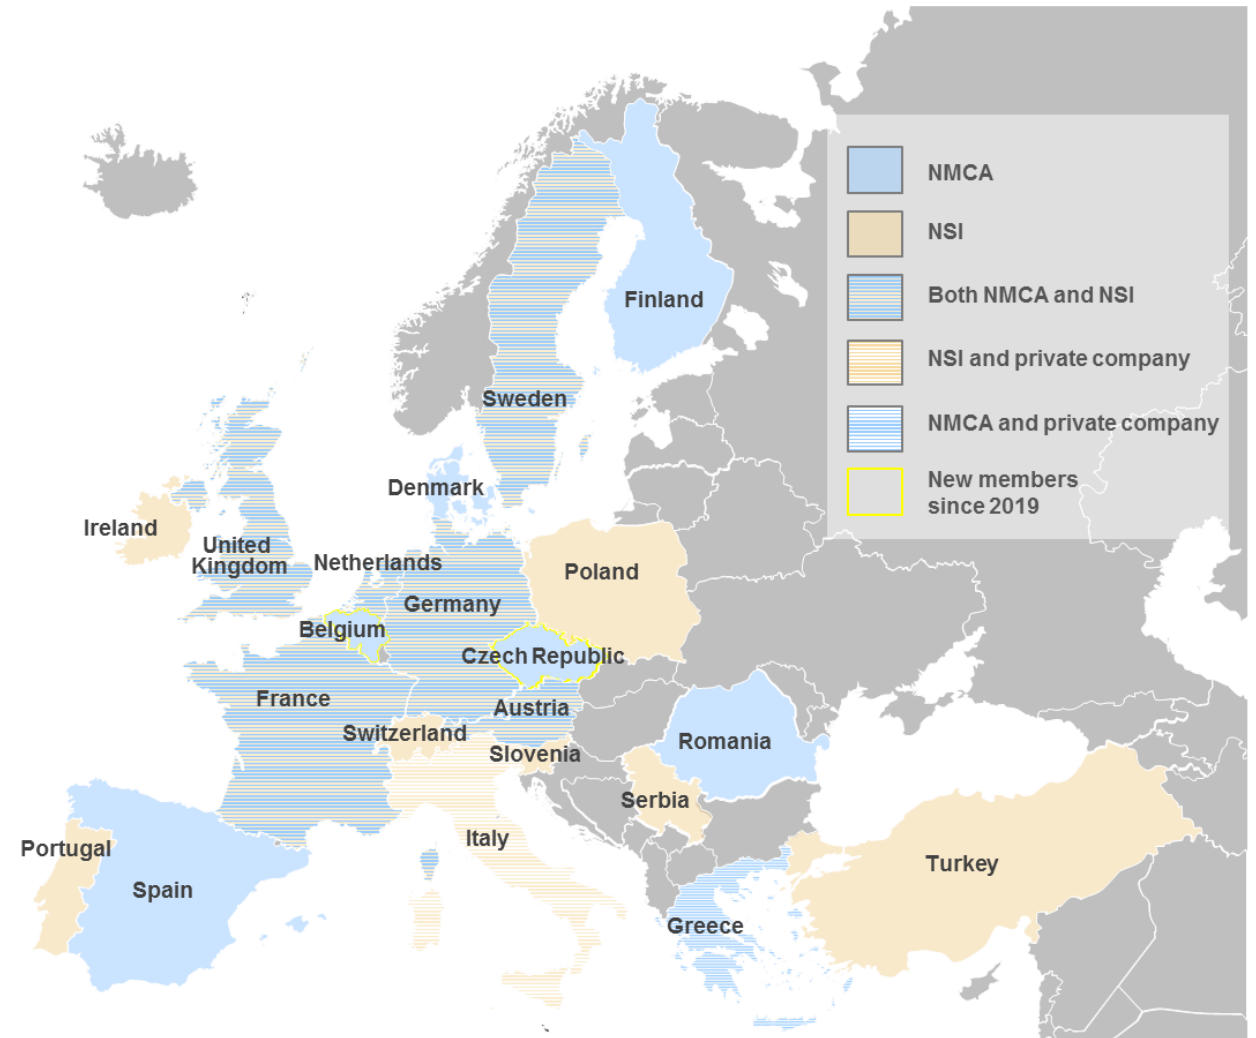 NMCA
NSI
Both NMCA and NSI
NSI and private company
NMCA and private company
New members
since 2019
Finland
Sweden
Denmark
Ireland
United
Kingdom
Netherlands
Poland
Germany
Belgium
Czech Republic
France
Austria
Switzerland
Slovenia
Romania
Serbia
Italy
Portugal
Spain
Turkey
Greece